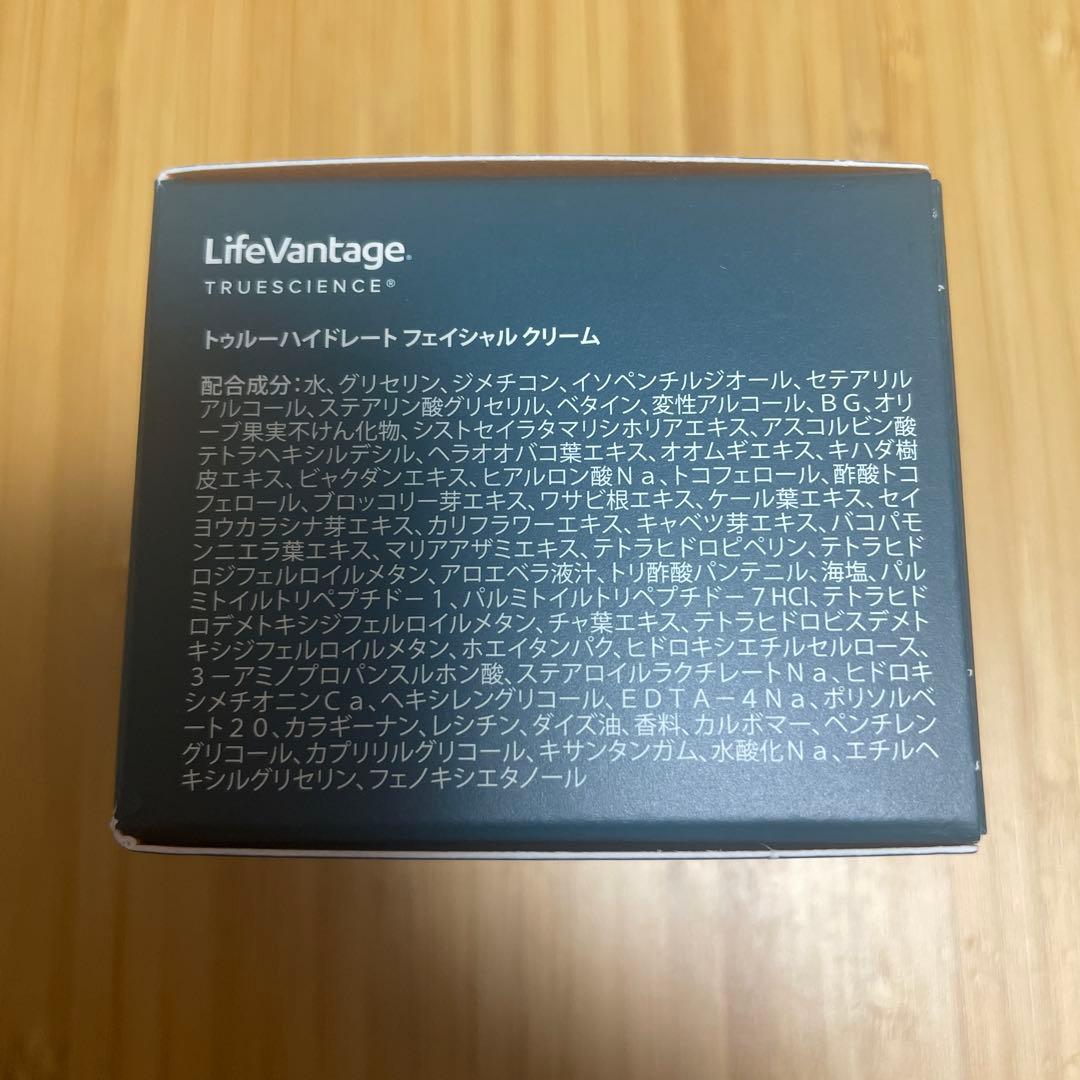 LifeVantage®
TRUESCIENCE®
トゥルーハイドレート フェイシャル クリーム
配合成分：水、グリセリン、ジメチコン、イソペンチルジオール、セテアリル
アルコール、ステアリン酸グリセリル、ベタイン、変性アルコール、ＢＧ、オリ
ーブ果実不けん化物、シストセイラタマリシホリアエキス、アスコルビン酸
テトラヘキシルデシル、ヘラオオバコ葉エキス、オオムギエキス、キハダ樹
皮エキス、ビャクダンエキス、ヒアルロン酸Ｎａ、トコフェロール、酢酸トコ
フェロール、ブロッコリー芽エキス、ワサビ根エキス、ケール葉エキス、セイ
ヨウカラシナ芽エキス、カリフラワーエキス、キャベツ芽エキス、バコパモ
ンニエラ葉エキス、マリアアザミエキス、テトラヒドロピペリン、テトラヒド
ロジフェルロイルメタン、アロエベラ液汁、トリ酢酸パンテニル、海塩、パル
ミトイルトリペプチド－１、パルミトイルトリペプチド－７HCl、テトラヒド
ロデメトキシジフェルロイルメタン、チャ葉エキス、テトラヒドロビスデメト
キシジフェルロイルメタン、ホエイタンパク、ヒドロキシエチルセルロース、
３－アミノプロパンスルホン酸、ステアロイルラクチレートＮａ、ヒドロキ
シメチオニンＣａ、ヘキシレングリコール、ＥＤＴＡ－４Ｎａ、ポリソルベ
ート２０、カラギーナン、レシチン、ダイズ油、香料、カルボマー、ペンチレン
グリコール、カプリリルグリコール、キサンタンガム、水酸化Ｎａ、エチルヘ
キシルグリセリン、フェノキシエタノール